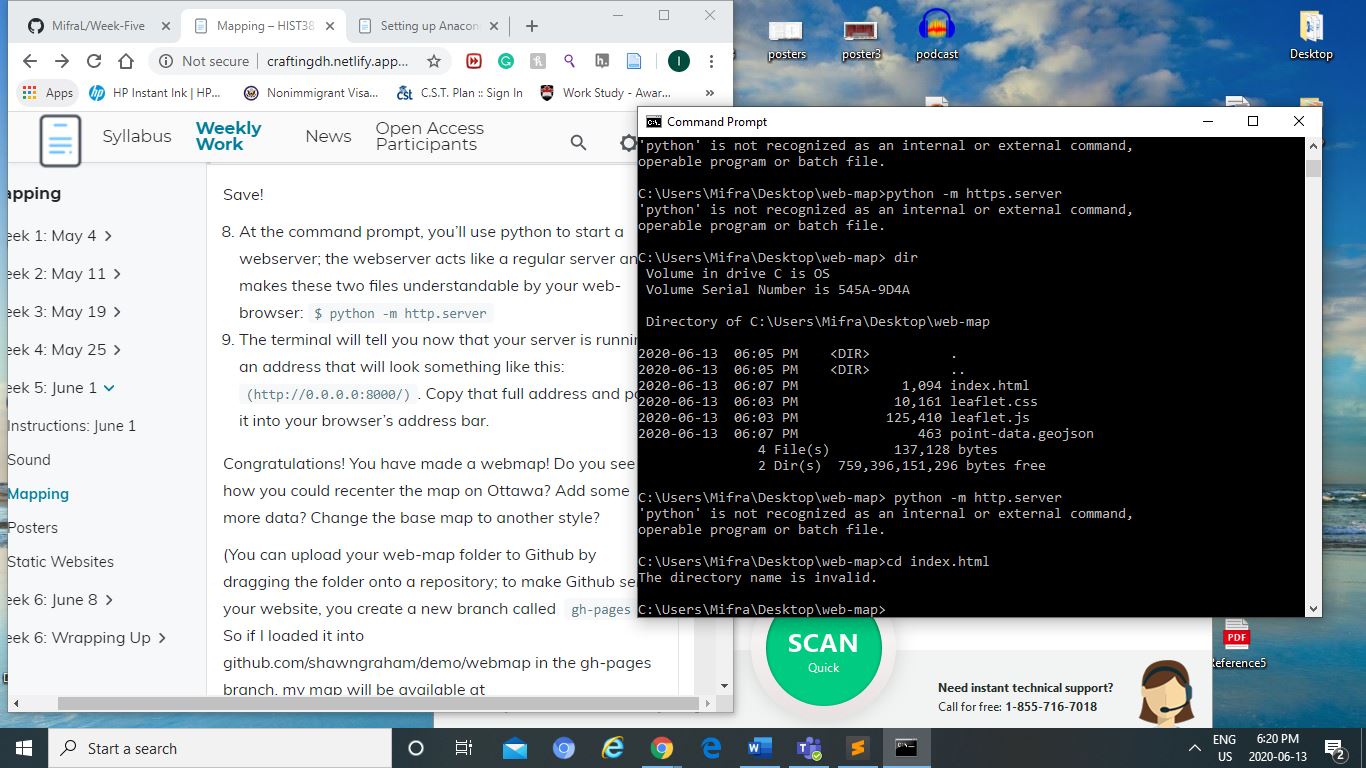 MifraL/Week-Five
Mapping – HIST38
Setting up Anacon
Not secure
craftingdh.netlify.app...
I
Apps
HP Instant Ink | HP...
Nonimmigrant Visa...
C.S.T. Plan :: Sign In
Work Study - Awar...
»
Syllabus
Weekly Work
News
Open Access Participants
apping
eek 1: May 4
eek 2: May 11
eek 3: May 19
eek 4: May 25
eek 5: June 1
Instructions: June 1
Sound
Mapping
Posters
Static Websites
eek 6: June 8
eek 6: Wrapping Up
Save!
8. At the command prompt, you’ll use python to start a
webserver; the webserver acts like a regular server an
makes these two files understandable by your web-
browser: $ python -m http.server
9. The terminal will tell you now that your server is runnin
an address that will look something like this:
(http://0.0.0.0:8000/) . Copy that full address and pa
it into your browser’s address bar.
Congratulations! You have made a webmap! Do you see
how you could recenter the map on Ottawa? Add some
more data? Change the base map to another style?
(You can upload your web-map folder to Github by
dragging the folder onto a repository; to make Github se
your website, you create a new branch called gh-pages
So if I loaded it into
github.com/shawngraham/demo/webmap in the gh-pages
branch, my map will be available at
posters
poster3
podcast
Desktop
Command Prompt
'python' is not recognized as an internal or external command,
operable program or batch file.
C:\Users\Mifra\Desktop\web-map>python -m https.server
'python' is not recognized as an internal or external command,
operable program or batch file.
C:\Users\Mifra\Desktop\web-map> dir
Volume in drive C is OS
Volume Serial Number is 545A-9D4A
Directory of C:\Users\Mifra\Desktop\web-map
2020-06-13 06:05 PM <DIR> .
2020-06-13 06:05 PM <DIR> ..
2020-06-13 06:07 PM 1,094 index.html
2020-06-13 06:03 PM 10,161 leaflet.css
2020-06-13 06:03 PM 125,410 leaflet.js
2020-06-13 06:07 PM 463 point-data.geojson
4 File(s) 137,128 bytes
2 Dir(s) 759,396,151,296 bytes free
C:\Users\Mifra\Desktop\web-map> python -m http.server
'python' is not recognized as an internal or external command,
operable program or batch file.
C:\Users\Mifra\Desktop\web-map>cd index.html
The directory name is invalid.
C:\Users\Mifra\Desktop\web-map>
SCAN
Quick
Need instant technical support?
Call for free: 1-855-716-7018
PDF
Reference5
Start a search
ENG
US
6:20 PM
2020-06-13
2